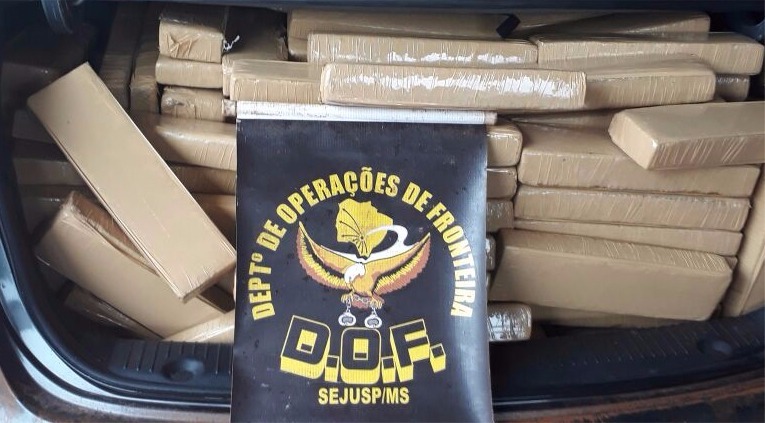 DEPTº DE OPERAÇÕES DE FRONTEIRA
D.O.F.
SEJUSP/MS